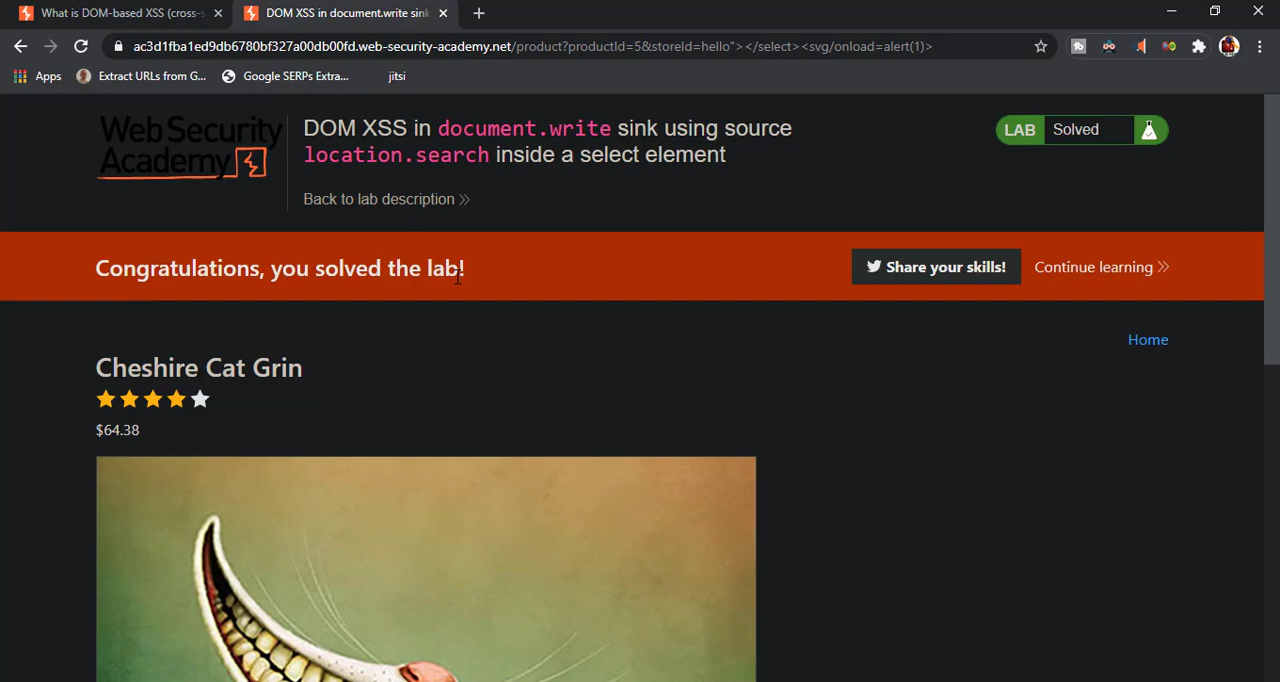 What is DOM-based XSS (cross-s
DOM XSS in document.write sink
ac3d1fba1ed9db6780bf327a00db00fd.web-security-academy.net/product?productId=5&storeId=hello"></select><svg/onload=alert(1)>
Apps
Extract URLs from G...
Google SERPs Extra...
jitsi
Web Security
Academy
DOM XSS in document.write sink using source
location.search inside a select element
Back to lab description
LAB
Solved
Congratulations, you solved the lab!
Share your skills!
Continue learning
Home
Cheshire Cat Grin
$64.38